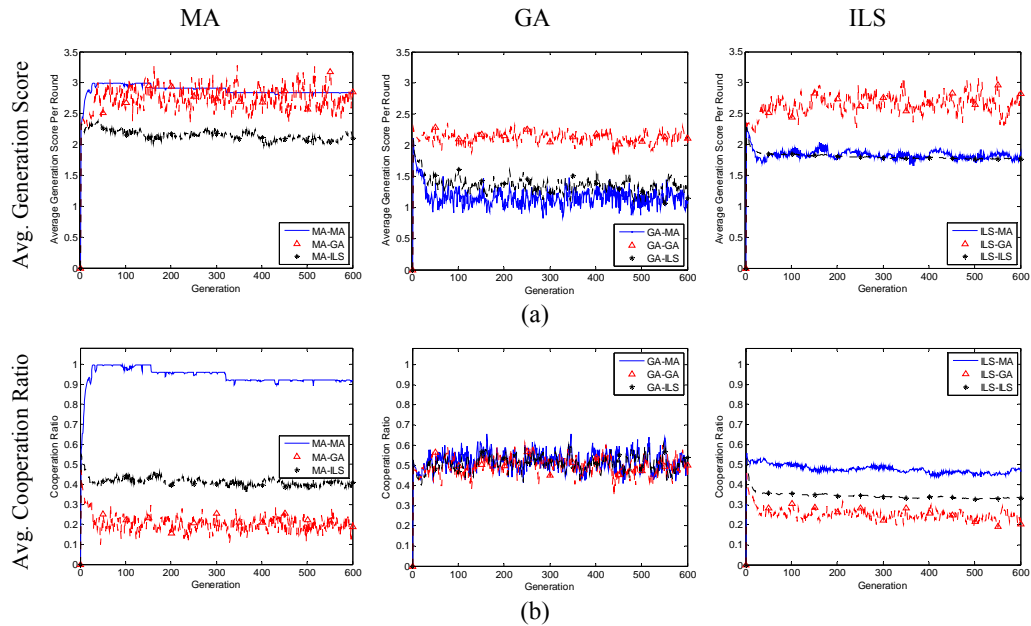 MA GA ILS
Avg. Generation Score
Average Generation Score Per Round
3.5
3
2.5
2
1.5
1
0.5
0
0 100 200 300 400 500 600
Generation
MA-MA
MA-GA
MA-ILS
Average Generation Score Per Round
3.5
3
2.5
2
1.5
1
0.5
0
0 100 200 300 400 500 600
Generation
GA-MA
GA-GA
GA-ILS
Average Generation Score Per Round
3.5
3
2.5
2
1.5
1
0.5
0
0 100 200 300 400 500 600
Generation
ILS-MA
ILS-GA
ILS-ILS
(a)
Avg. Cooperation Ratio
Cooperation Ratio
1
0.9
0.8
0.7
0.6
0.5
0.4
0.3
0.2
0.1
0
0 100 200 300 400 500 600
Generation
MA-MA
MA-GA
MA-ILS
Cooperation Ratio
1
0.9
0.8
0.7
0.6
0.5
0.4
0.3
0.2
0.1
0
0 100 200 300 400 500 600
Generation
GA-MA
GA-GA
GA-ILS
Cooperation Ratio
1
0.9
0.8
0.7
0.6
0.5
0.4
0.3
0.2
0.1
0
0 100 200 300 400 500 600
Generation
ILS-MA
ILS-GA
ILS-ILS
(b)